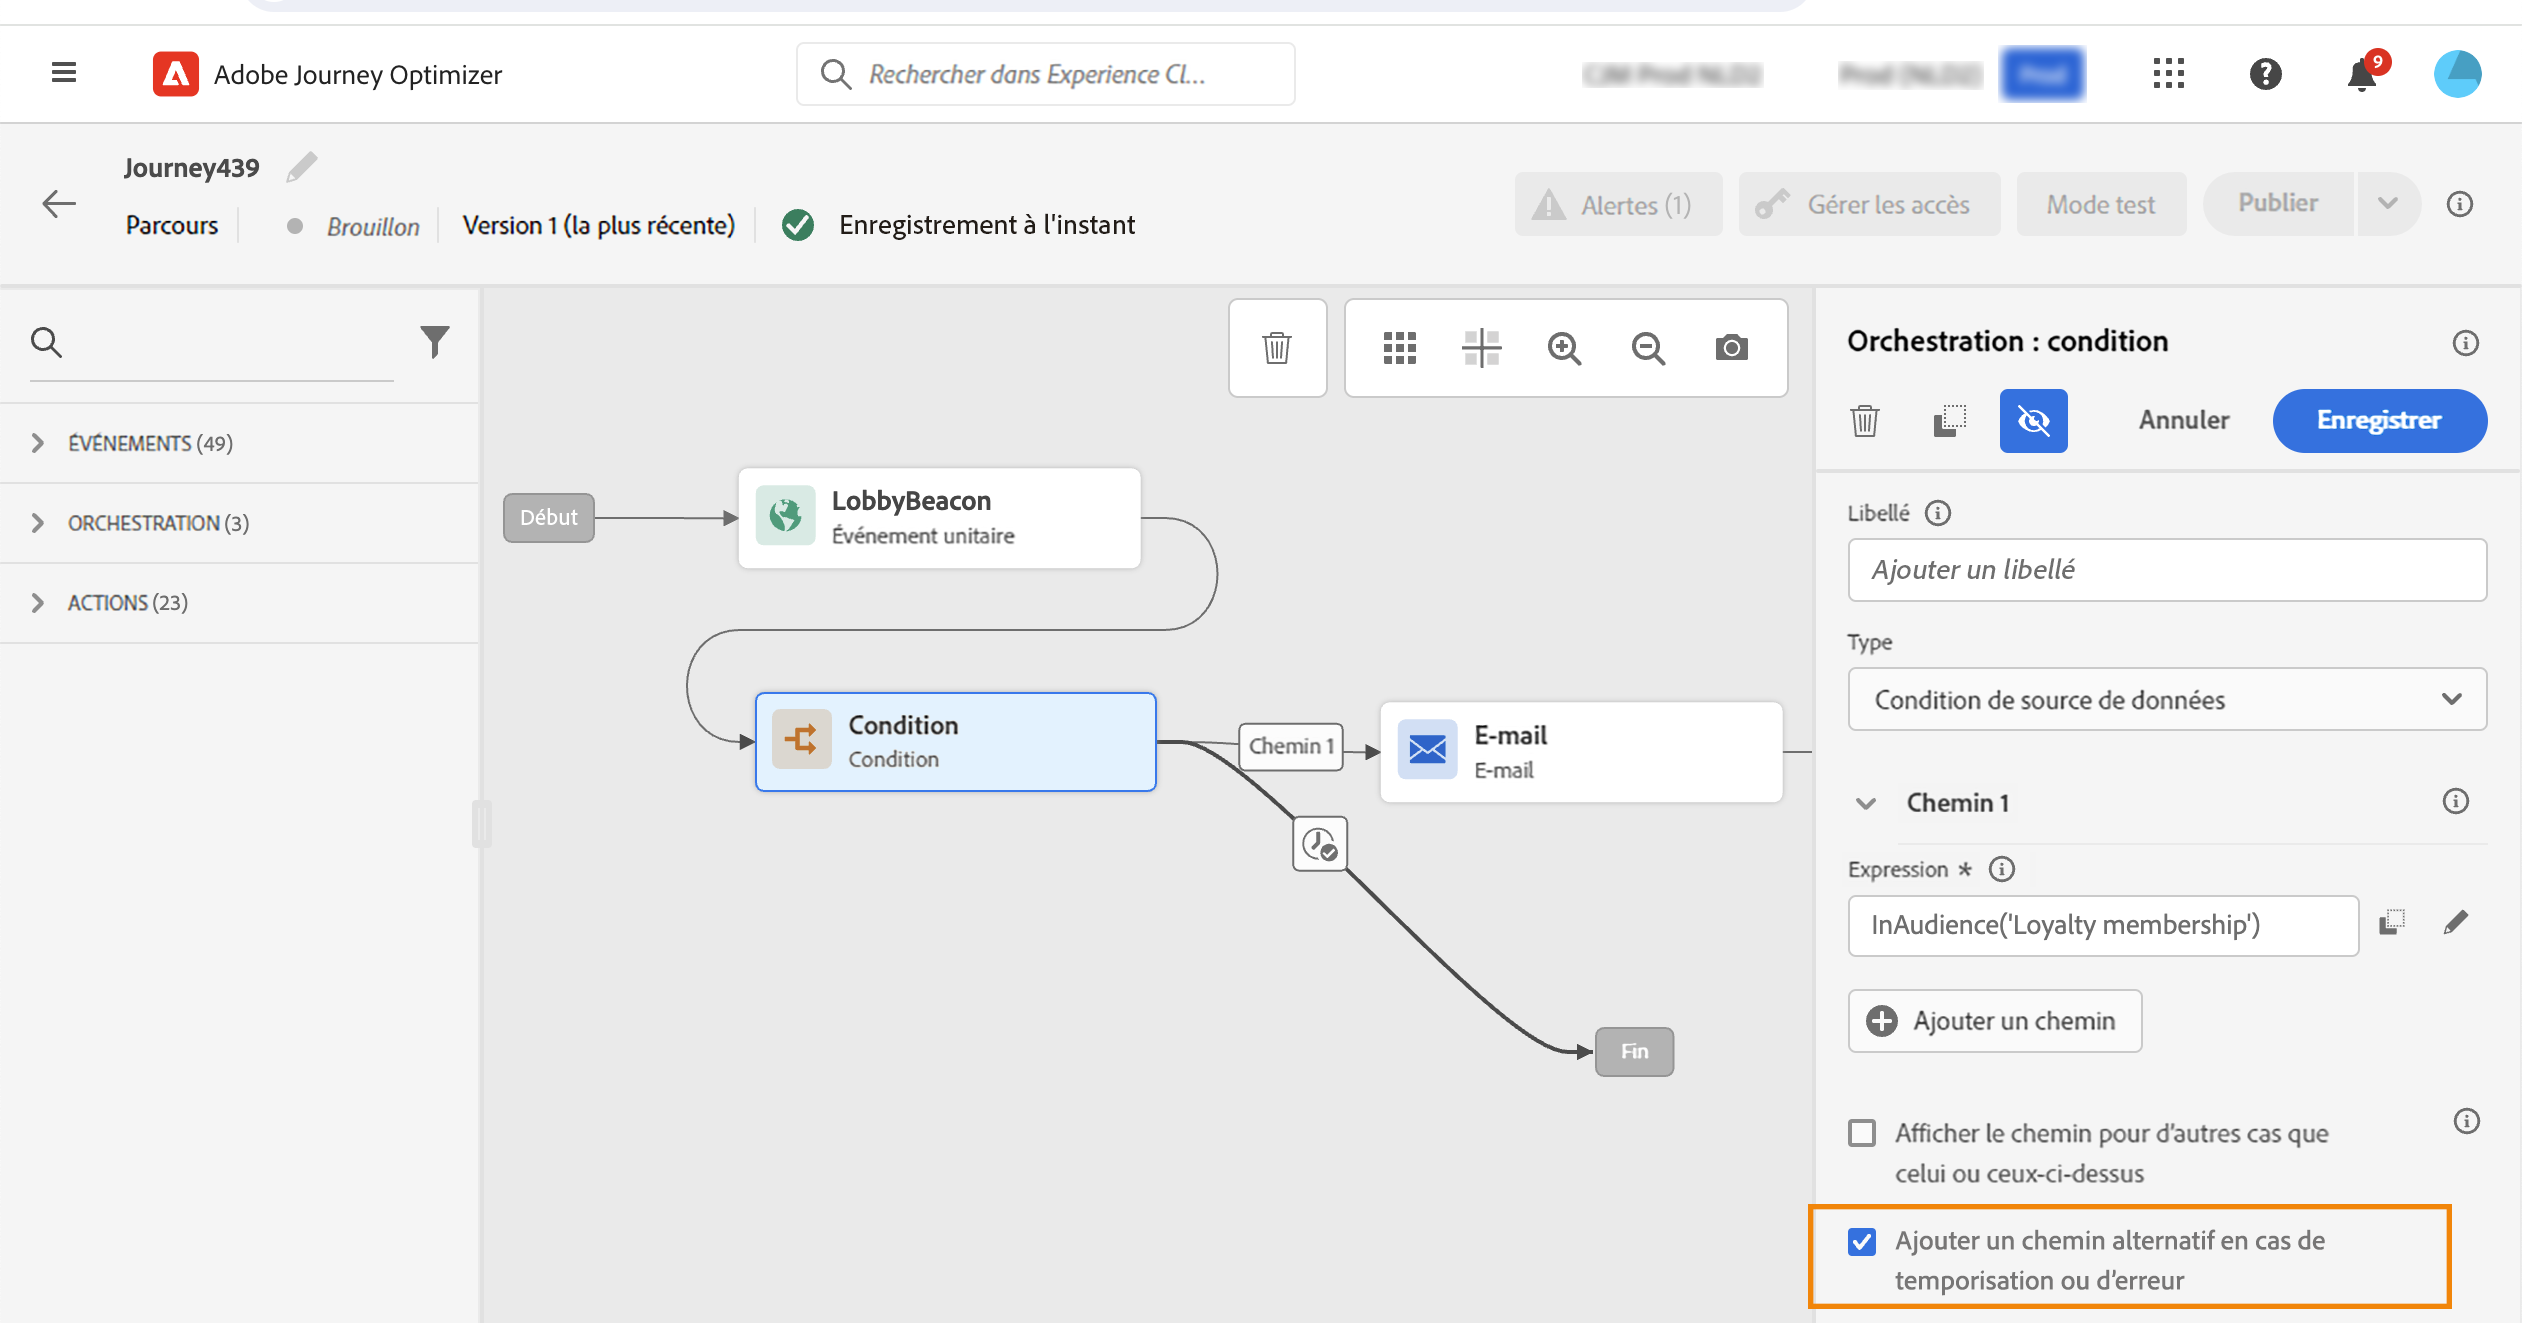 Adobe Journey Optimizer
Rechercher dans Experience Cl...
9
Journey439
Parcours
Brouillon
Version 1 (la plus récente)
Enregistrement à l'instant
Alertes (1)
Gérer les accès
Mode test
Publier
ÉVÉNEMENTS (49)
ORCHESTRATION (3)
ACTIONS (23)
Début
LobbyBeacon
Événement unitaire
Condition
Condition
Chemin 1
E-mail
E-mail
Fin
Orchestration : condition
Annuler
Enregistrer
Libellé
Ajouter un libellé
Type
Condition de source de données
Chemin 1
Expression *
InAudience('Loyalty membership')
Ajouter un chemin
Afficher le chemin pour d’autres cas que
celui ou ceux-ci-dessus
Ajouter un chemin alternatif en cas de
temporisation ou d’erreur